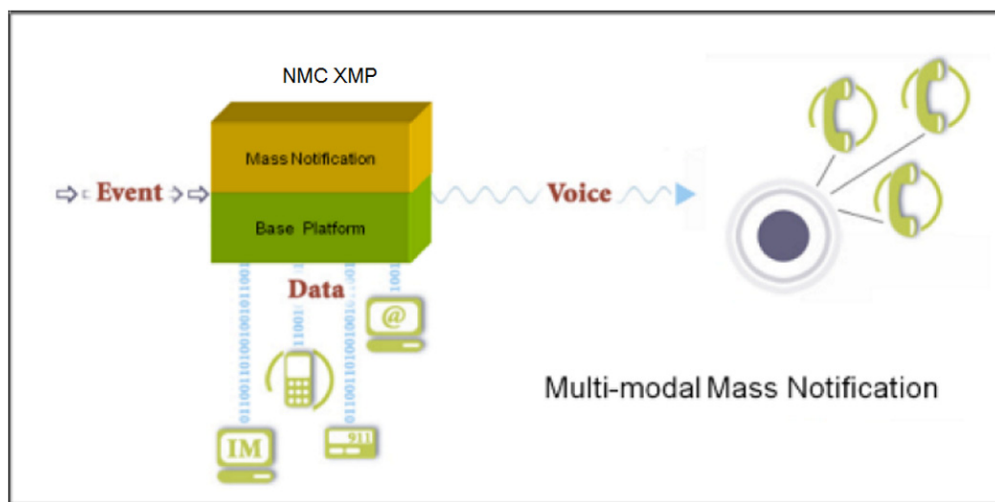 NMC XMP
Mass Notification
Event
Base Platform
Voice
Data
@
IM
911
Multi-modal Mass Notification